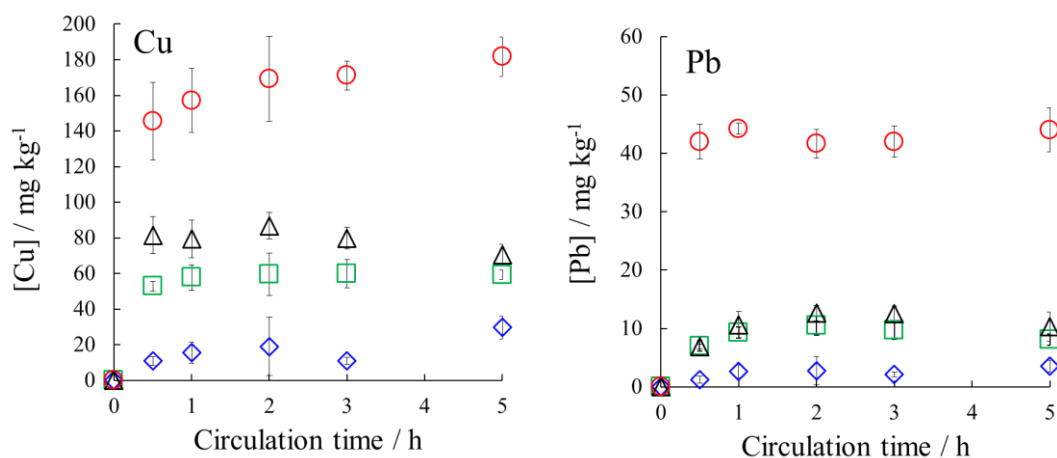 Cu
[Cu] / mg kg⁻¹
200
180
160
140
120
100
80
60
40
20
0
0 1 2 3 4 5
Circulation time / h
Pb
[Pb] / mg kg⁻¹
60
50
40
30
20
10
0
0 1 2 3 4 5
Circulation time / h